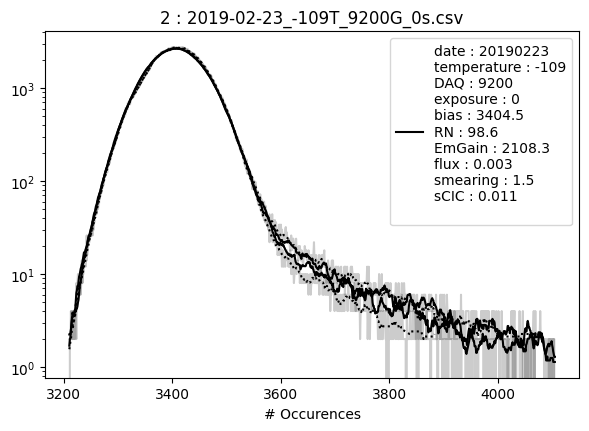 2 : 2019-02-23_-109T_9200G_0s.csv
date : 20190223
temperature : -109
DAQ : 9200
exposure : 0
bias : 3404.5
RN : 98.6
EmGain : 2108.3
flux : 0.003
smearing : 1.5
sCIC : 0.011
10³
10²
10¹
10⁰
3200 3400 3600 3800 4000
# Occurences